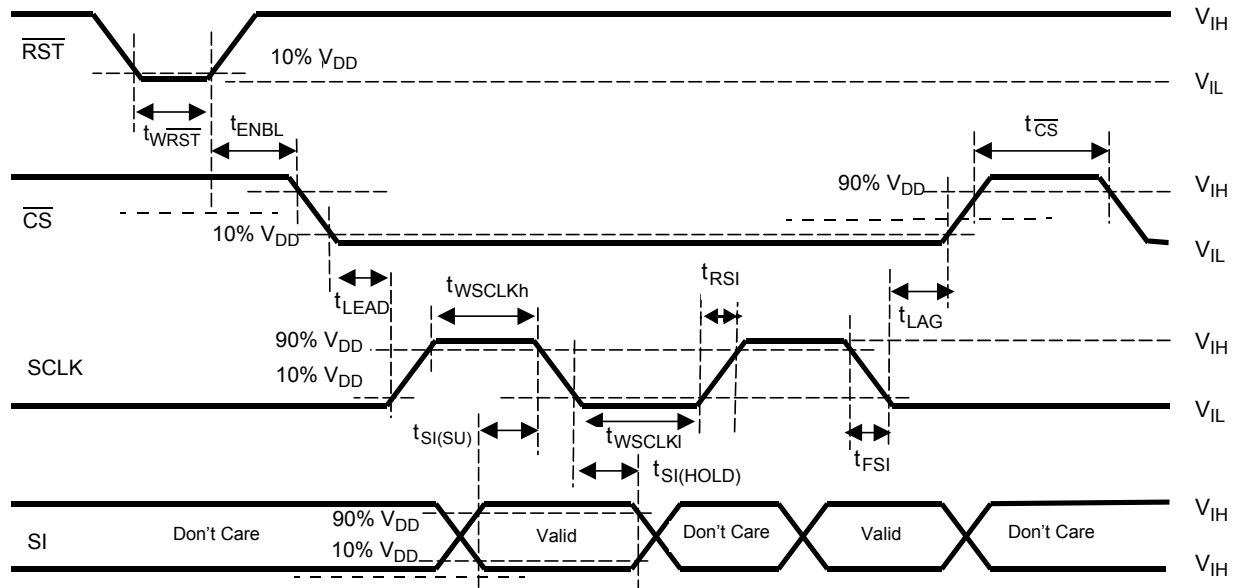 V_IH
RST
10% V_DD
V_IL
t_WRST
t_ENBL
t_CS
90% V_DD
V_IH
CS
10% V_DD
V_IL
t_LEAD
t_WSCLKh
t_RSI
t_LAG
90% V_DD
V_IH
SCLK
10% V_DD
V_IL
t_SI(SU)
t_WSCLKl
t_FSI
t_SI(HOLD)
V_IH
90% V_DD
SI
Don't Care
Valid
Don't Care
Valid
Don't Care
10% V_DD
V_IH